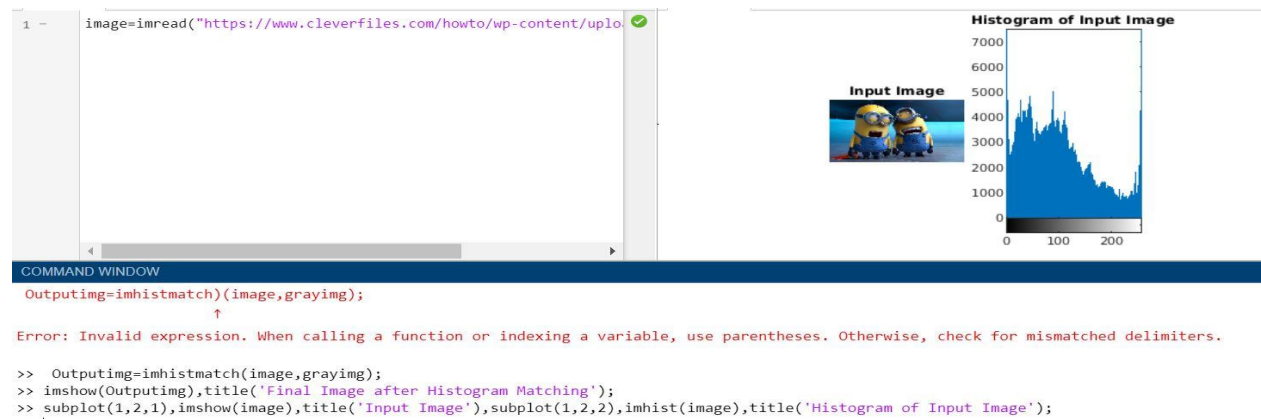 1 - image=imread("https://www.cleverfiles.com/howto/wp-content/uplo
Histogram of Input Image
7000
6000
5000
4000
3000
2000
1000
0
0 100 200
Input Image
COMMAND WINDOW
Outputimg=imhistmatch)(image,grayimg);
↑
Error: Invalid expression. When calling a function or indexing a variable, use parentheses. Otherwise, check for mismatched delimiters.
>> Outputimg=imhistmatch(image,grayimg);
>> imshow(Outputimg),title('Final Image after Histogram Matching');
>> subplot(1,2,1),imshow(image),title('Input Image'),subplot(1,2,2),imhist(image),title('Histogram of Input Image');